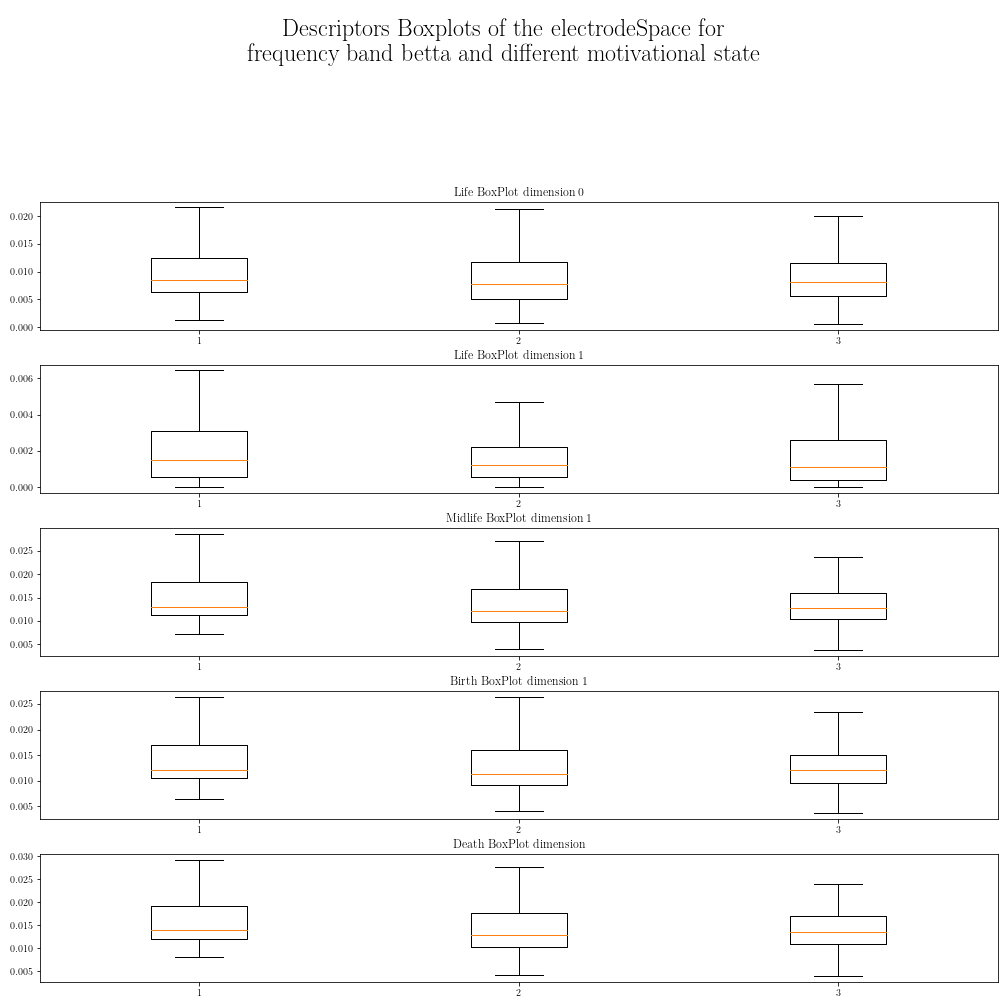 Descriptors Boxplots of the electrodeSpace for
frequency band betta and different motivational state
Life BoxPlot dimension 0
0.020
0.015
0.010
0.005
0.000
1 2 3
Life BoxPlot dimension 1
0.006
0.004
0.002
0.000
1 2 3
Midlife BoxPlot dimension 1
0.025
0.020
0.015
0.010
0.005
1 2 3
Birth BoxPlot dimension 1
0.025
0.020
0.015
0.010
0.005
1 2 3
Death BoxPlot dimension
0.030
0.025
0.020
0.015
0.010
0.005
1 2 3